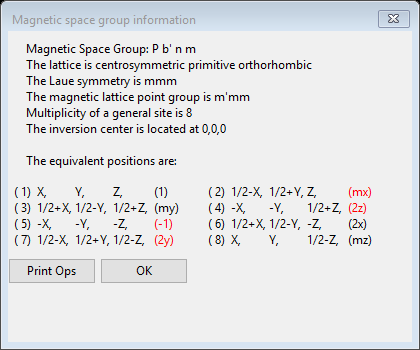 Magnetic space group information
Magnetic Space Group: P b' n m
The lattice is centrosymmetric primitive orthorhombic
The Laue symmetry is mmm
The magnetic lattice point group is m'mm
Multiplicity of a general site is 8
The inversion center is located at 0,0,0
The equivalent positions are:
( 1) X, Y, Z, (1) ( 2) 1/2-X, 1/2+Y, Z, (mx)
( 3) 1/2+X, 1/2-Y, 1/2+Z, (my) ( 4) -X, -Y, 1/2+Z, (2z)
( 5) -X, -Y, -Z, (-1) ( 6) 1/2+X, 1/2-Y, -Z, (2x)
( 7) 1/2-X, 1/2+Y, 1/2-Z, (2y) ( 8) X, Y, 1/2-Z, (mz)
Print Ops OK